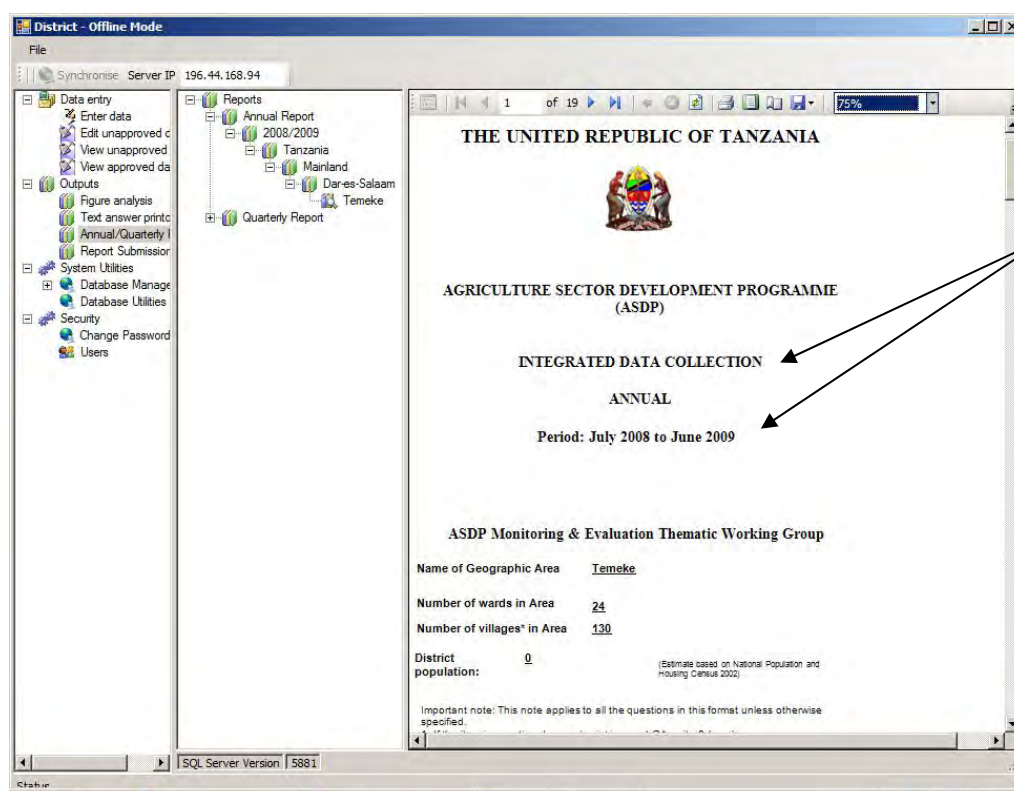 District - Offline Mode
File
Synchronise Server IP 196.44.168.94
Data entry
Enter data
Edit unapproved c
View unapproved
View approved da
Outputs
Figure analysis
Text answer printc
Annual/Quarterly
Report Submission
System Utilities
Database Manage
Database Utilities
Security
Change Password
Users
Reports
Annual Report
2008/2009
Tanzania
Mainland
Dar-es-Salaam
Temeke
Quarterly Report
1 of 19 75%
THE UNITED REPUBLIC OF TANZANIA
AGRICULTURE SECTOR DEVELOPMENT PROGRAMME
(ASDP)
INTEGRATED DATA COLLECTION
ANNUAL
Period: July 2008 to June 2009
ASDP Monitoring & Evaluation Thematic Working Group
Name of Geographic Area Temeke
Number of wards in Area 24
Number of villages* in Area 130
District population: 0
(Estimate based on National Population and
Housing Census 2002)
Important note: This note applies to all the questions in this format unless otherwise
specified.
SQL Server Version 5881
Status